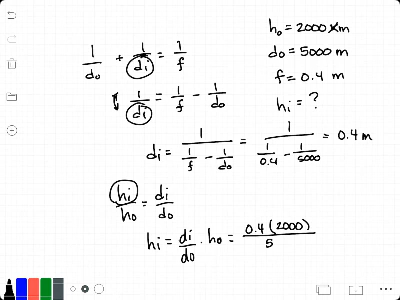 1/do + 1/di = 1/f
1/di = 1/f - 1/do
di = 1/(1/f - 1/do) = 1/(1/0.4 - 1/5000) = 0.4 m
hi/ho = di/do
hi = di/do · ho = 0.4(2000)/5
ho = 2000 m
do = 5000 m
f = 0.4 m
hi = ?